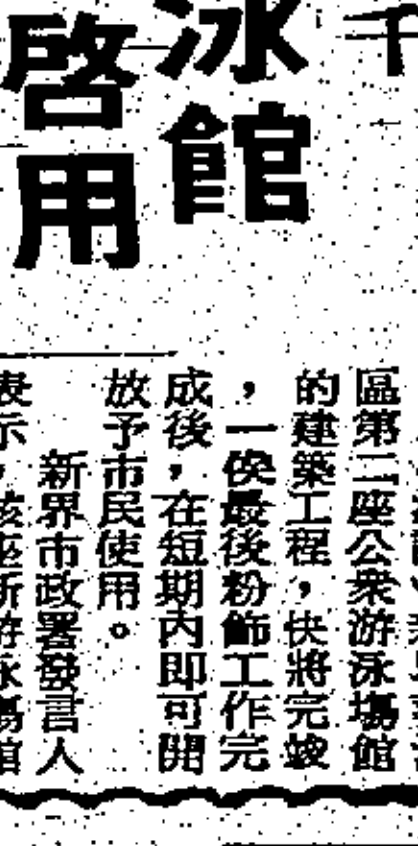 千
泳館
啓用
區第二座公衆游泳場館
的建築工程，快將完竣
，一俟最後粉飾工作完
成後，在短期內即可開
放予市民使用。
新界市政署發言人
表示，該座新游泳場館